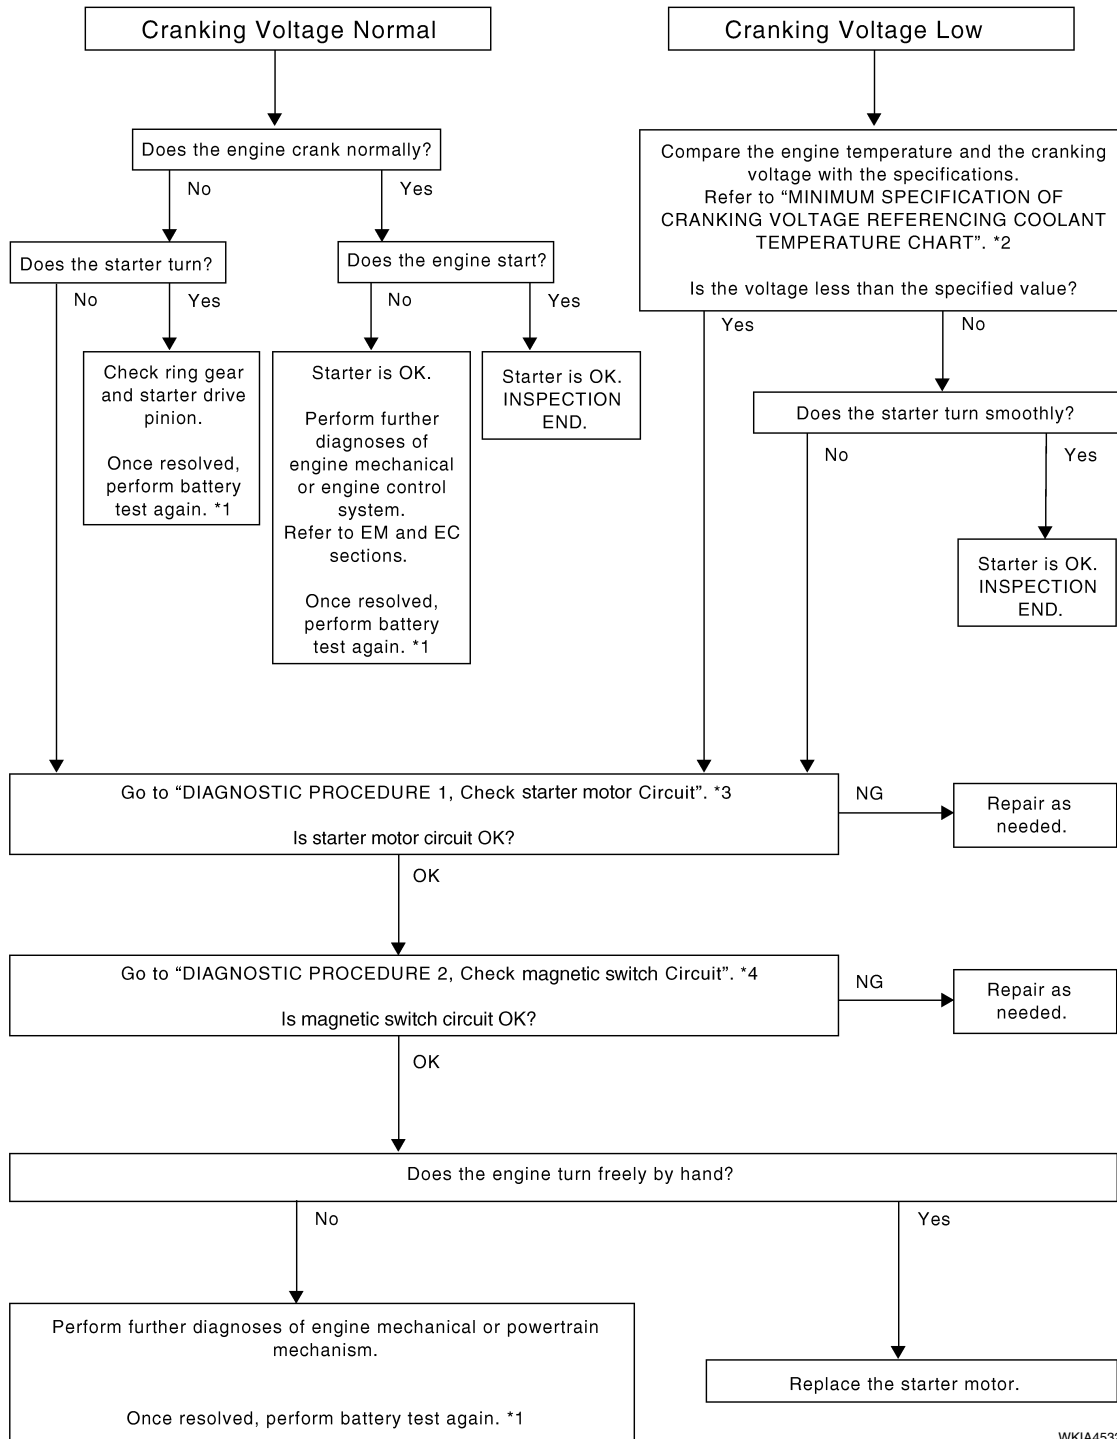 Cranking Voltage Normal
Cranking Voltage Low
Does the engine crank normally?
No
Yes
Does the starter turn?
No
Yes
Check ring gear
and starter drive
pinion.
Once resolved,
perform battery
test again. *1
Does the engine start?
No
Yes
Starter is OK.
Perform further
diagnoses of
engine mechanical
or engine control
system.
Refer to EM and EC
sections.
Once resolved,
perform battery
test again. *1
Starter is OK.
INSPECTION
END.
Compare the engine temperature and the cranking
voltage with the specifications.
Refer to “MINIMUM SPECIFICATION OF
CRANKING VOLTAGE REFERENCING COOLANT
TEMPERATURE CHART”. *2
Is the voltage less than the specified value?
Yes
No
Does the starter turn smoothly?
No
Yes
Starter is OK.
INSPECTION
END.
Go to “DIAGNOSTIC PROCEDURE 1, Check starter motor Circuit”. *3
Is starter motor circuit OK?
NG
Repair as
needed.
OK
Go to “DIAGNOSTIC PROCEDURE 2, Check magnetic switch Circuit”. *4
Is magnetic switch circuit OK?
NG
Repair as
needed.
OK
Does the engine turn freely by hand?
No
Yes
Perform further diagnoses of engine mechanical or powertrain
mechanism.
Once resolved, perform battery test again. *1
Replace the starter motor.